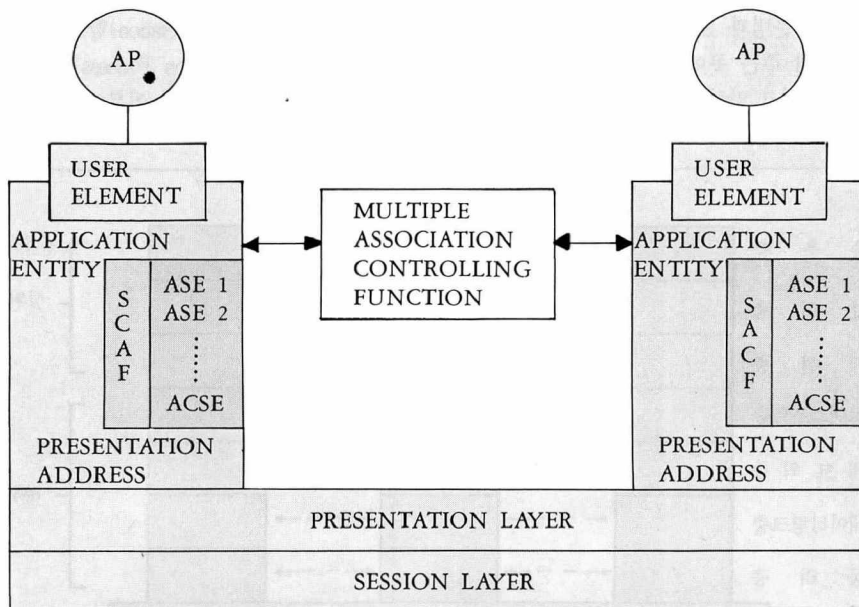 AP
USER
ELEMENT
APPLICATION
ENTITY
S
C
A
F
ASE 1
ASE 2
ACSE
PRESENTATION
ADDRESS
MULTIPLE
ASSOCIATION
CONTROLLING
FUNCTION
AP
USER
ELEMENT
APPLICATION
ENTITY
S
A
C
F
ASE 1
ASE 2
ACSE
PRESENTATION
ADDRESS
PRESENTATION LAYER
SESSION LAYER